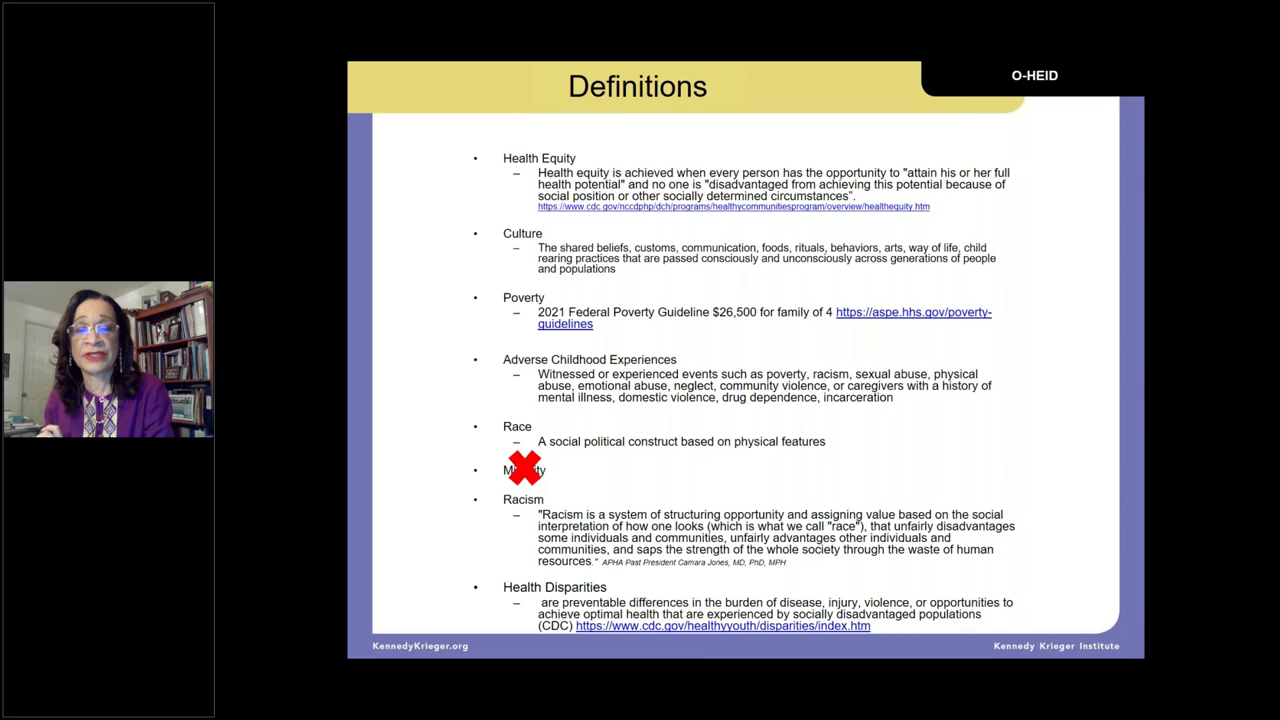 Definitions
O-HEID
• Health Equity
– Health equity is achieved when every person has the opportunity to "attain his or her full
health potential" and no one is "disadvantaged from achieving this potential because of
social position or other socially determined circumstances”.
https://www.cdc.gov/nccdphp/dch/programs/healthycommunitiesprogram/overview/healthequity.htm
• Culture
– The shared beliefs, customs, communication, foods, rituals, behaviors, arts, way of life, child
rearing practices that are passed consciously and unconsciously across generations of people
and populations
• Poverty
– 2021 Federal Poverty Guideline $26,500 for family of 4 https://aspe.hhs.gov/poverty-
guidelines
• Adverse Childhood Experiences
– Witnessed or experienced events such as poverty, racism, sexual abuse, physical
abuse, emotional abuse, neglect, community violence, or caregivers with a history of
mental illness, domestic violence, drug dependence, incarceration
• Race
– A social political construct based on physical features
•
• Racism
– "Racism is a system of structuring opportunity and assigning value based on the social
interpretation of how one looks (which is what we call "race"), that unfairly disadvantages
some individuals and communities, unfairly advantages other individuals and
communities, and saps the strength of the whole society through the waste of human
resources." APHA Past President Camara Jones, MD, PhD, MPH
• Health Disparities
– are preventable differences in the burden of disease, injury, violence, or opportunities to
achieve optimal health that are experienced by socially disadvantaged populations
(CDC) https://www.cdc.gov/healthyyouth/disparities/index.htm
KennedyKrieger.org
Kennedy Krieger Institute